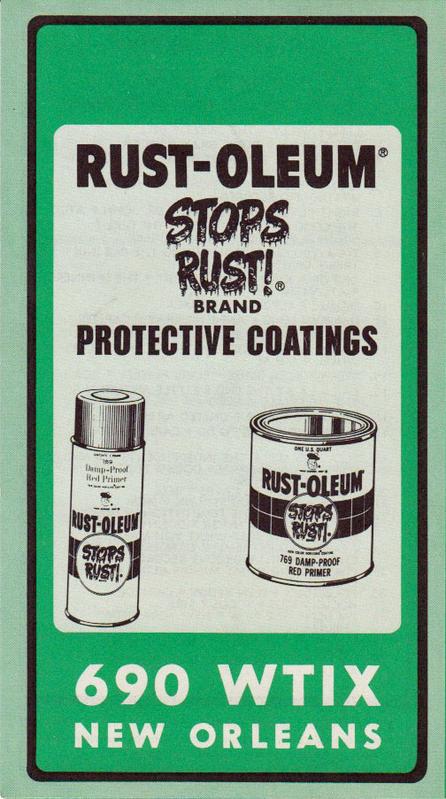 RUST-OLEUM®
STOPS
RUST!®
BRAND
PROTECTIVE COATINGS
769
Damp-Proof
Red Primer
RUST-OLEUM
STOPS
RUST!
ONE U.S. QUART
RUST-OLEUM
STOPS
RUST!
769 DAMP-PROOF
RED PRIMER
690 WTIX
NEW ORLEANS